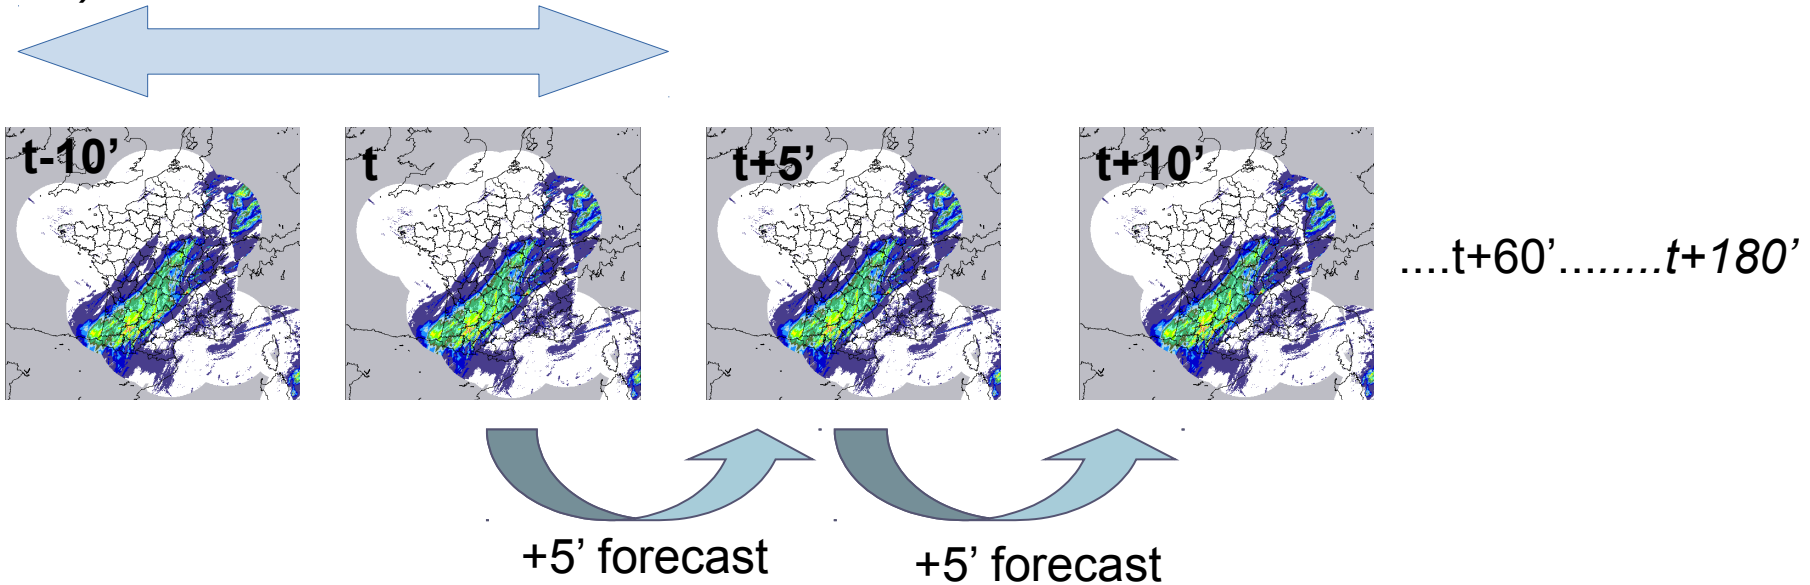 t-10’
t
t+5’
t+10’
....t+60’........t+180’
+5’ forecast
+5’ forecast